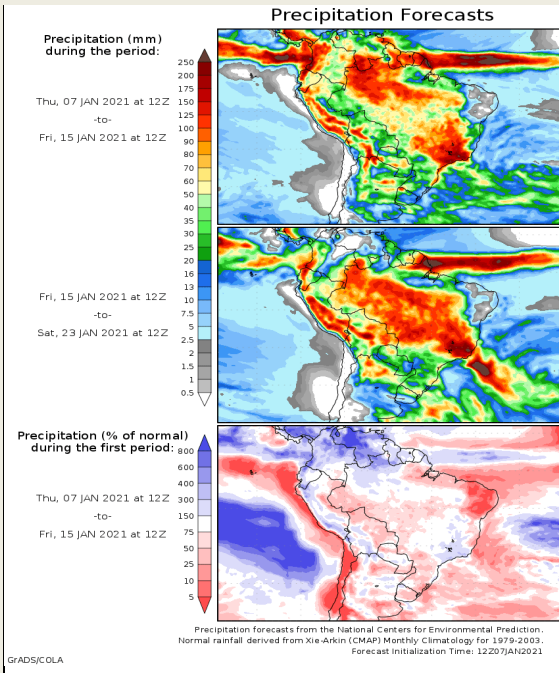 Precipitation Forecasts
Precipitation (mm)
during the period:
Thu, 07 JAN 2021 at 12Z
-to-
Fri, 15 JAN 2021 at 12Z
250
200
175
150
125
100
90
80
70
60
50
40
35
30
25
20
16
13
10
7.5
5
2.5
2
1.5
1
0.5
Fri, 15 JAN 2021 at 12Z
-to-
Sat, 23 JAN 2021 at 12Z
Precipitation (% of normal)
during the first period:
Thu, 07 JAN 2021 at 12Z
-to-
Fri, 15 JAN 2021 at 12Z
800
600
400
300
150
75
50
25
10
5
Precipitation forecasts from the National Centers for Environmental Prediction.
Normal rainfall derived from Xie-Arkin (CMAP) Monthly Climatology for 1979-2003.
Forecast Initialization Time: 12Z07JAN2021
GrADS/COLA